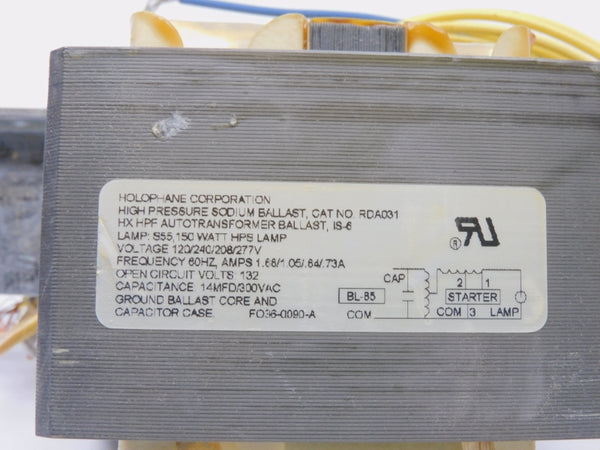 HOLOPHANE CORPORATION
HIGH PRESSURE SODIUM BALLAST, CAT NO. RDA031
HX HPF AUTOTRANSFORMER BALLAST, IS-6
LAMP: S55,150 WATT HPS LAMP
VOLTAGE 120/240/208/277V
FREQUENCY 60HZ, AMPS 1.68/1.05/.84/.73A
OPEN CIRCUIT VOLTS 132
CAPACITANCE 14MFD/300VAC
GROUND BALLAST CORE AND
CAPACITOR CASE. FO36-0090-A
RU ®
CAP
BL-85
COM
2 1
STARTER
COM 3 LAMP